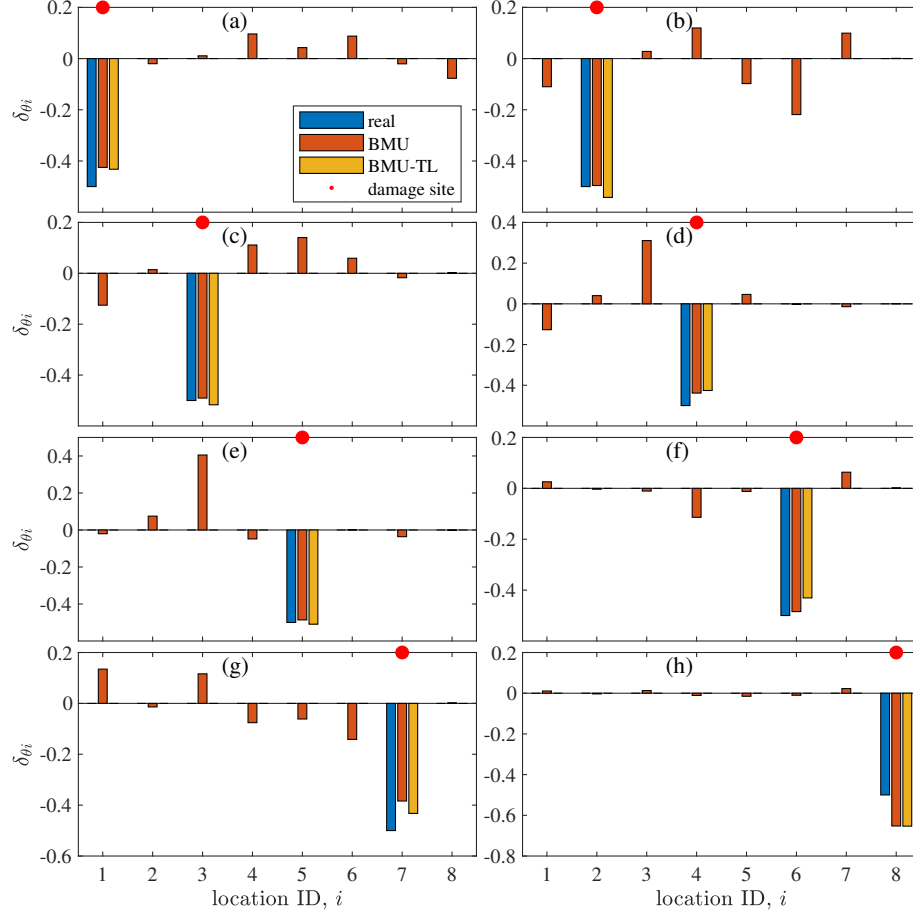 0.2
0
-0.2
-0.4
δθi
(a)
real
BMU
BMU-TL
damage site
0.2
0
-0.2
-0.4
(b)
0.2
0
-0.2
-0.4
δθi
(c)
0.4
0.2
0
-0.2
-0.4
(d)
0.4
0.2
0
-0.2
-0.4
δθi
(e)
0.2
0
-0.2
-0.4
(f)
0.2
0
-0.2
-0.4
-0.6
δθi
(g)
1 2 3 4 5 6 7 8
location ID, i
0.2
0
-0.2
-0.4
-0.6
-0.8
(h)
1 2 3 4 5 6 7 8
location ID, i